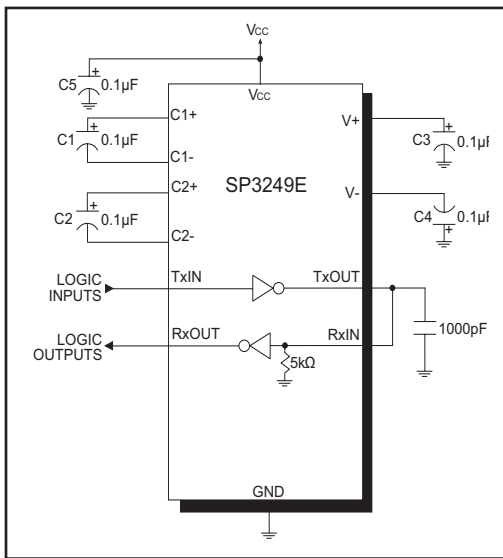 VCC
C5
+
0.1µF
VCC
C1+
C1
+
0.1µF
C1-
C2+
C2
+
0.1µF
C2-
SP3249E
V+
C3
+
0.1µF
V-
C4
+
0.1µF
LOGIC
INPUTS
TxIN
TxOUT
LOGIC
OUTPUTS
RxOUT
RxIN
5kΩ
1000pF
GND